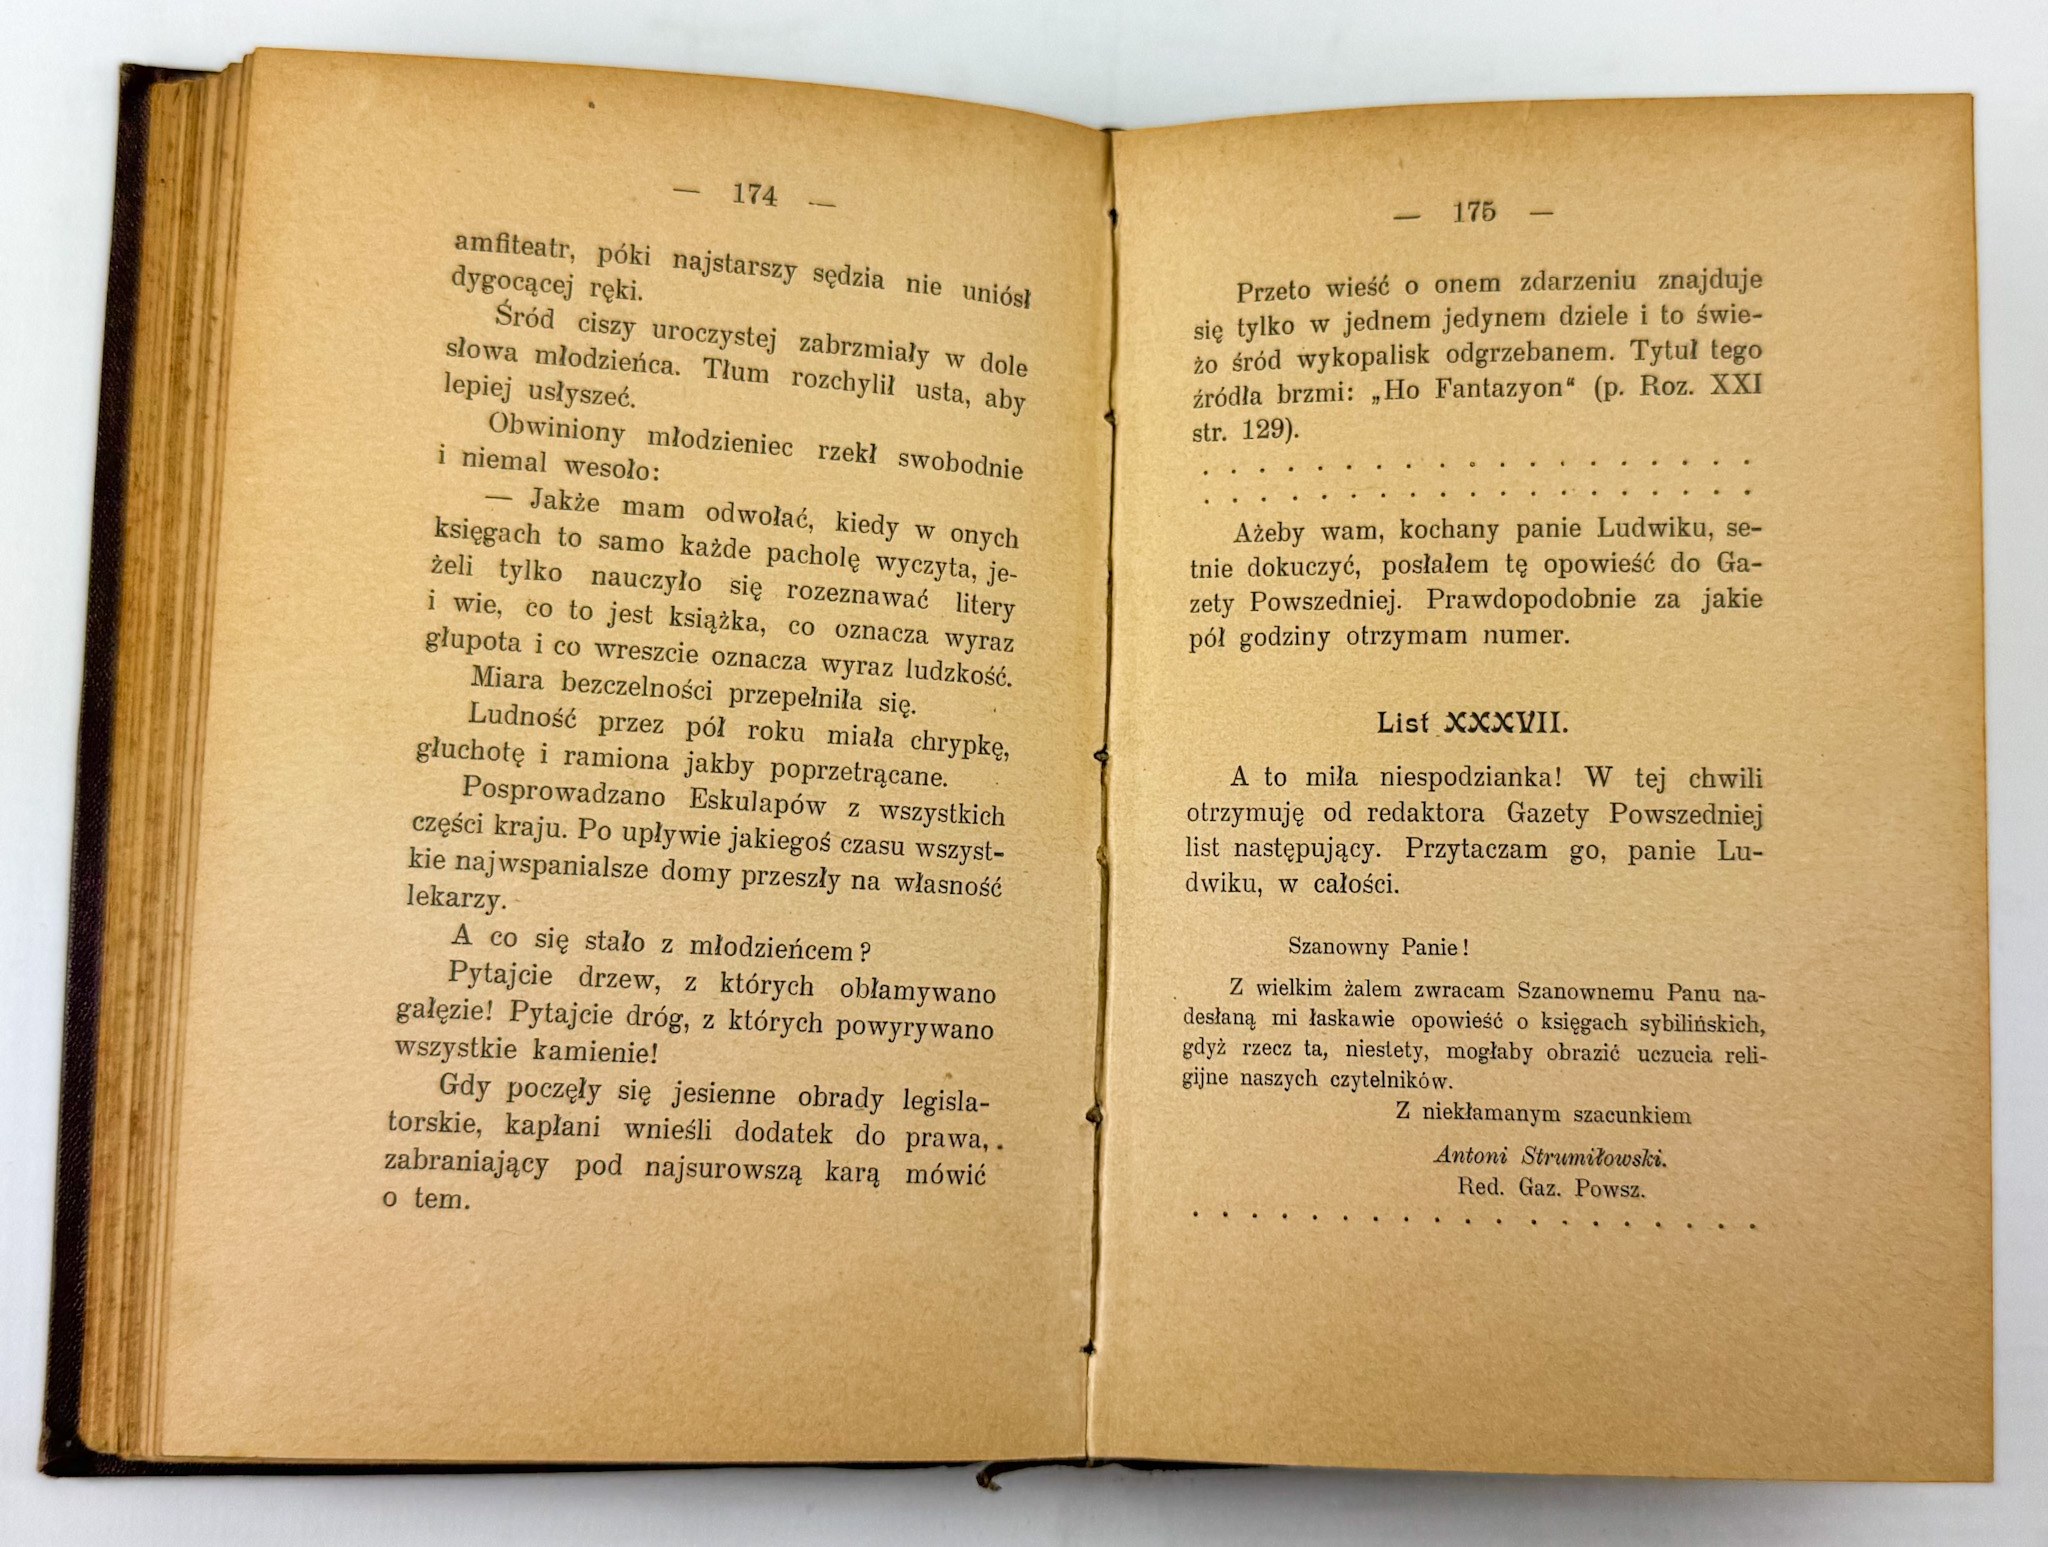 — 174 —
amfiteatr, póki najstarszy sędzia nie uniósł
dygocącej ręki.
Śród ciszy uroczystej zabrzmiały w dole
słowa młodzieńca. Tłum rozchylił usta, aby
lepiej usłyszeć.
Obwiniony młodzieniec rzekł swobodnie
i niemal wesoło:
— Jakże mam odwołać, kiedy w onych
księgach to samo każde pacholę wyczyta, je-
żeli tylko nauczyło się rozeznawać litery
i wie, co to jest książka, co oznacza wyraz
głupota i co wreszcie oznacza wyraz ludzkość.
Miara bezczelności przepełniła się.
Ludność przez pół roku miała chrypkę,
głuchotę i ramiona jakby poprzetrącane.
Posprowadzano Eskulapów z wszystkich
części kraju. Po upływie jakiegoś czasu wszyst-
kie najwspanialsze domy przeszły na własność
lekarzy.
A co się stało z młodzieńcem?
Pytajcie drzew, z których obłamywano
gałęzie! Pytajcie dróg, z których powyrywano
wszystkie kamienie!
Gdy poczęły się jesienne obrady legisla-
torskie, kapłani wnieśli dodatek do prawa,
zabraniający pod najsurowszą karą mówić
o tem.
— 175 —
Przeto wieść o onem zdarzeniu znajduje
się tylko w jednem jedynem dziele i to świe-
żo śród wykopalisk odgrzebanem. Tytuł tego
źródła brzmi: „Ho Fantazyon“ (p. Roz. XXI
str. 129).
. . . . . . . . . . . . . . . . . . .
. . . . . . . . . . . . . . . . . . .
Ażeby wam, kochany panie Ludwiku, se-
tnie dokuczyć, posłałem tę opowieść do Ga-
zety Powszedniej. Prawdopodobnie za jakie
pół godziny otrzymam numer.
List XXXVII.
A to miła niespodzianka! W tej chwili
otrzymuję od redaktora Gazety Powszedniej
list następujący. Przytaczam go, panie Lu-
dwiku, w całości.
Szanowny Panie!
Z wielkim żalem zwracam Szanownemu Panu na-
desłaną mi łaskawie opowieść o księgach sybilińskich,
gdyż rzecz ta, niestety, mogłaby obrazić uczucia reli-
gijne naszych czytelników.
Z niekłamanym szacunkiem
Antoni Strumiłowski.
Red. Gaz. Powsz.
. . . . . . . . . . . . . . . . . . .